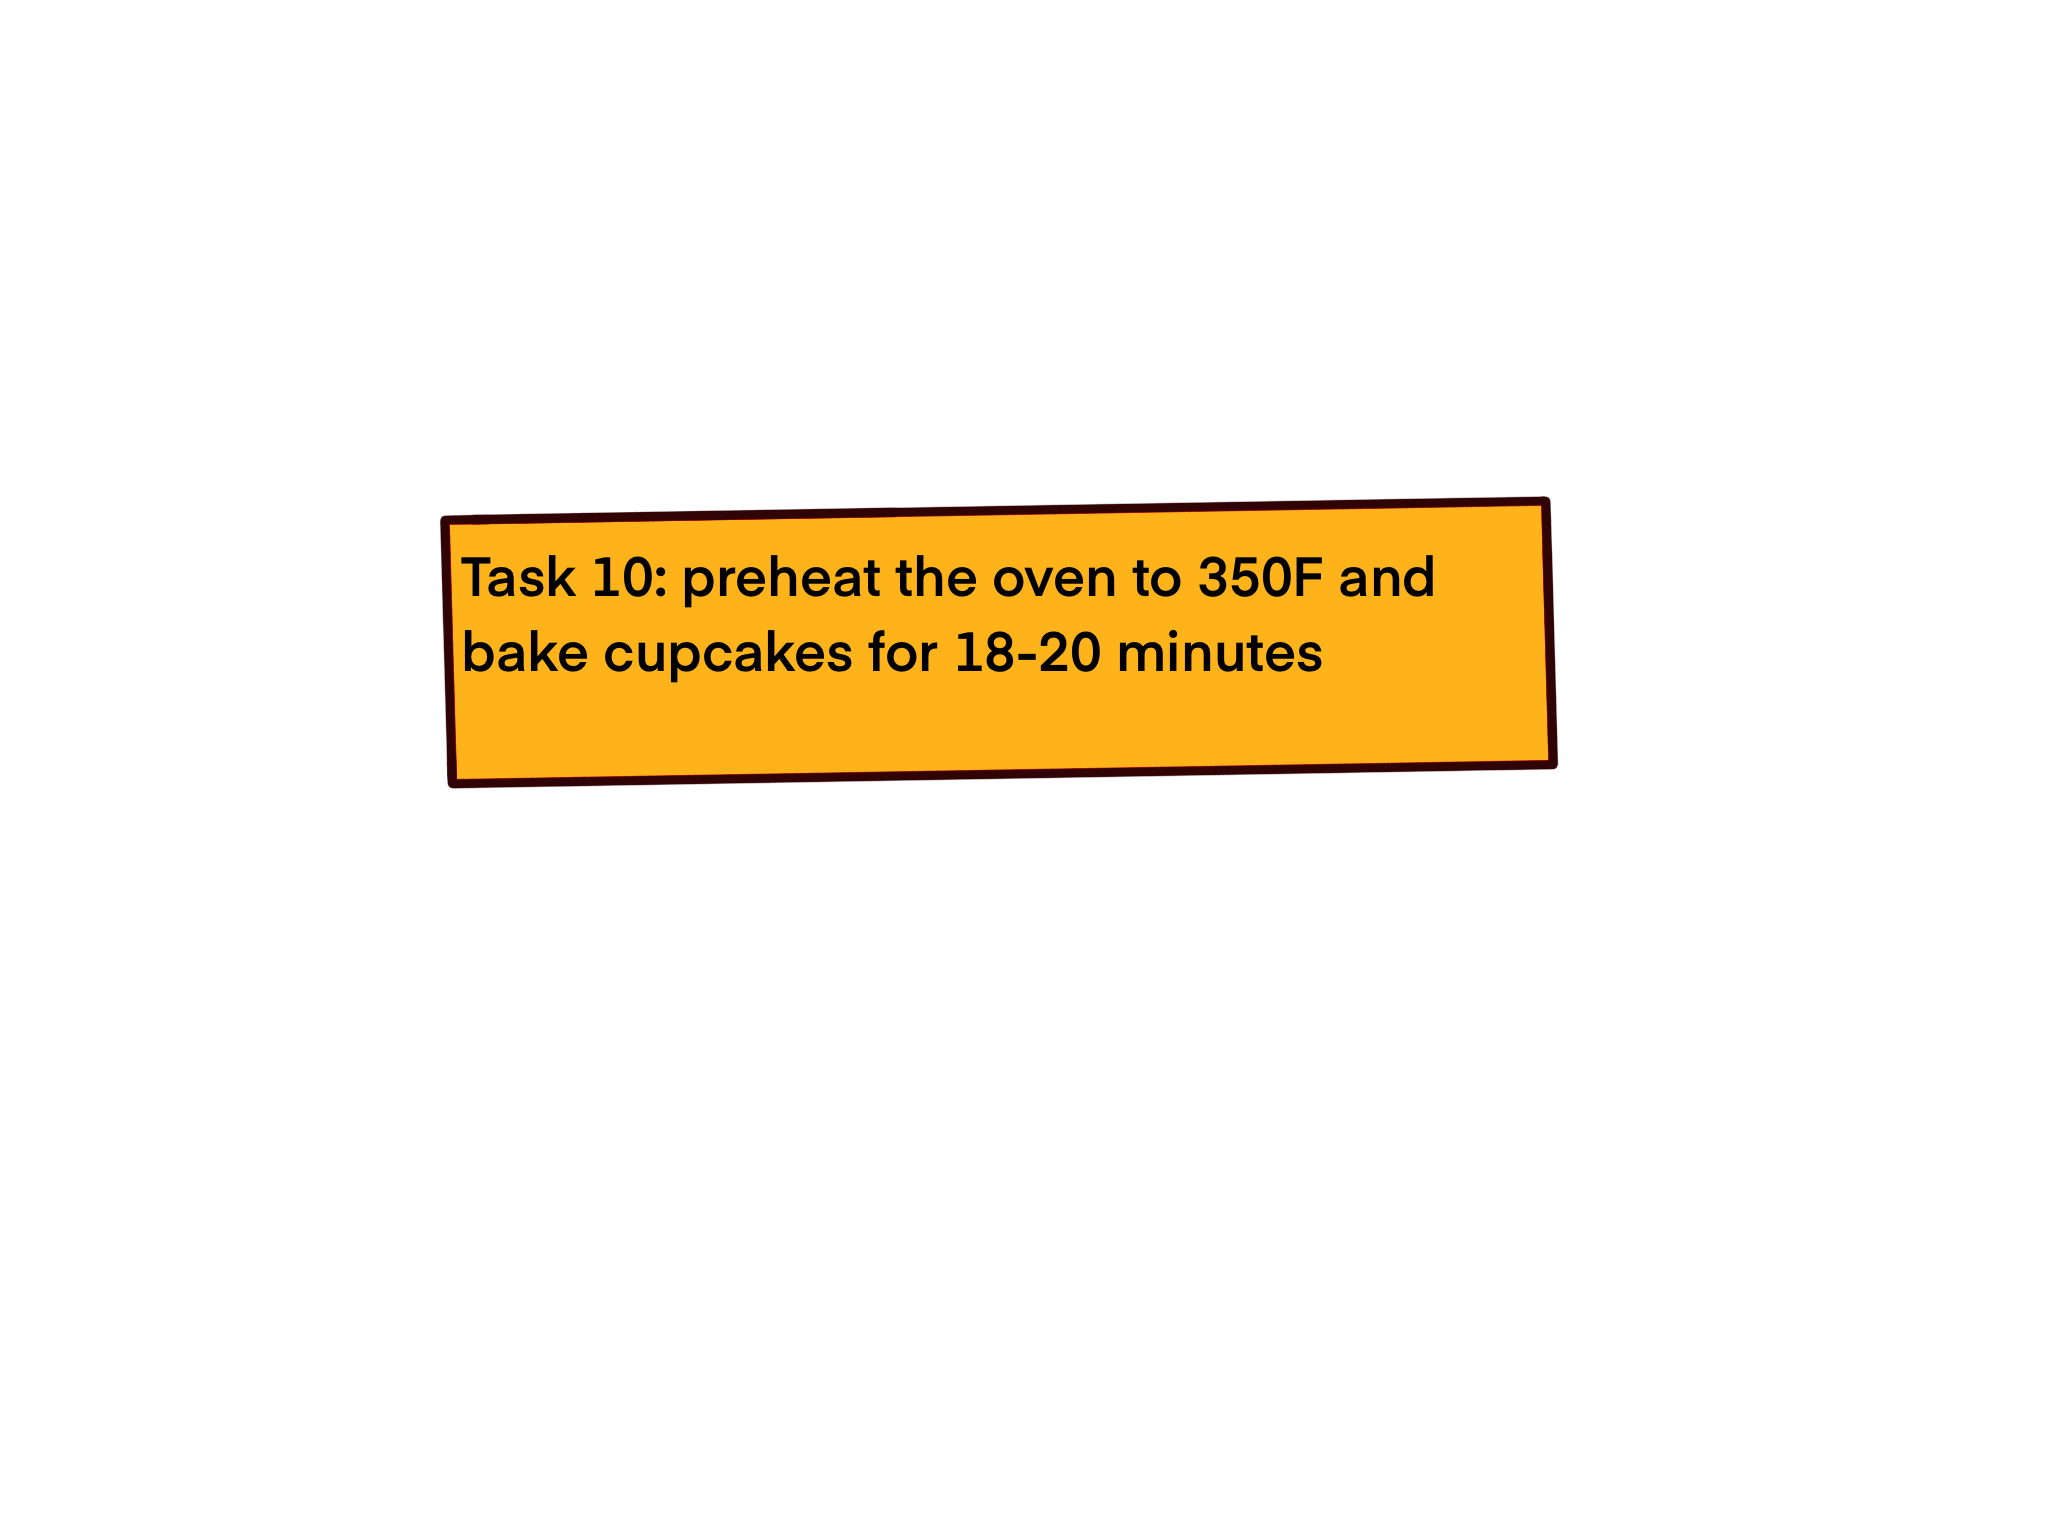 Task 10: preheat the oven to 350F and
bake cupcakes for 18-20 minutes